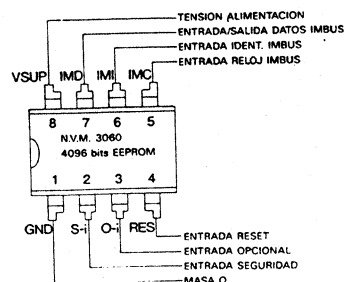 TENSION ALIMENTACION
ENTRADA/SALIDA DATOS IMBUS
ENTRADA IDENT. IMBUS
ENTRADA RELOJ IMBUS
VSUP IMD IMI IMC
8 7 6 5
N.V.M. 3060
4096 bits EEPROM
1 2 3 4
GND S-i O-i RES
ENTRADA RESET
ENTRADA OPCIONAL
ENTRADA SEGURIDAD
MASA O